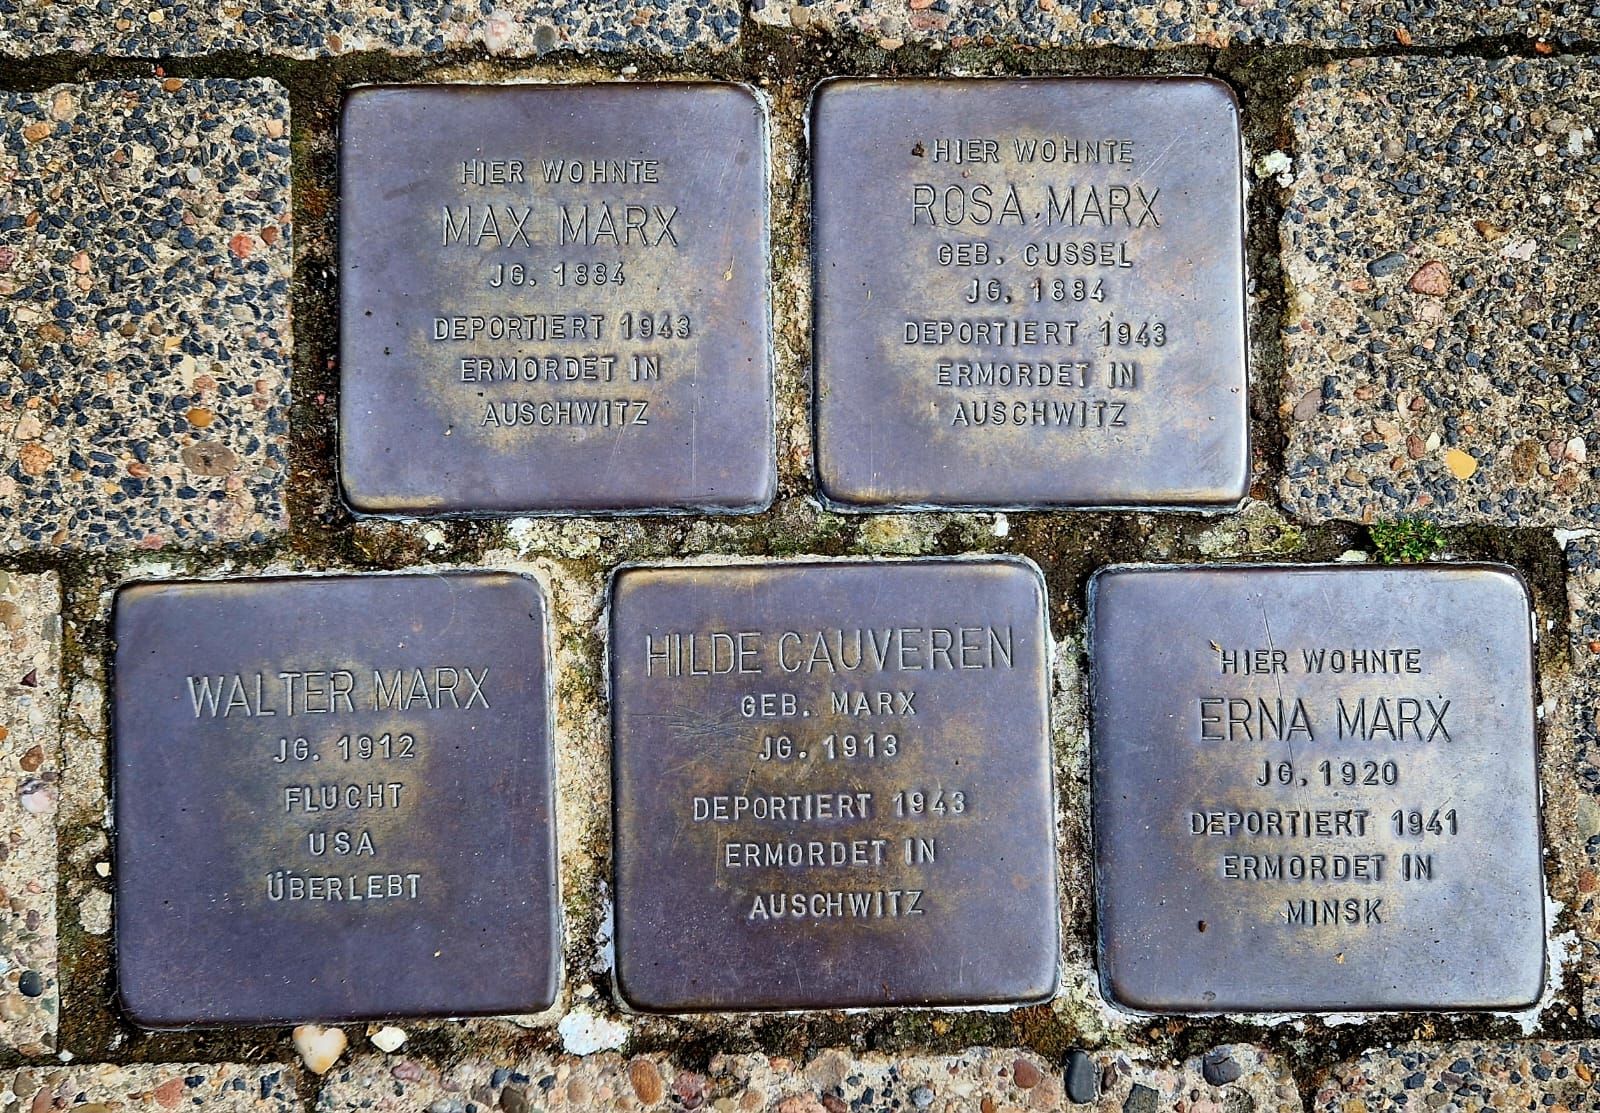 HIER WOHNTE
MAX MARX
JG. 1884
DEPORTIERT 1943
ERMORDET IN
AUSCHWITZ
HIER WOHNTE
ROSA MARX
GEB. CUSSEL
JG. 1884
DEPORTIERT 1943
ERMORDET IN
AUSCHWITZ
WALTER MARX
JG. 1912
FLUCHT
USA
ÜBERLEBT
HILDE CAUVEREN
GEB. MARX
JG. 1913
DEPORTIERT 1943
ERMORDET IN
AUSCHWITZ
HIER WOHNTE
ERNA MARX
JG. 1920
DEPORTIERT 1941
ERMORDET IN
MINSK